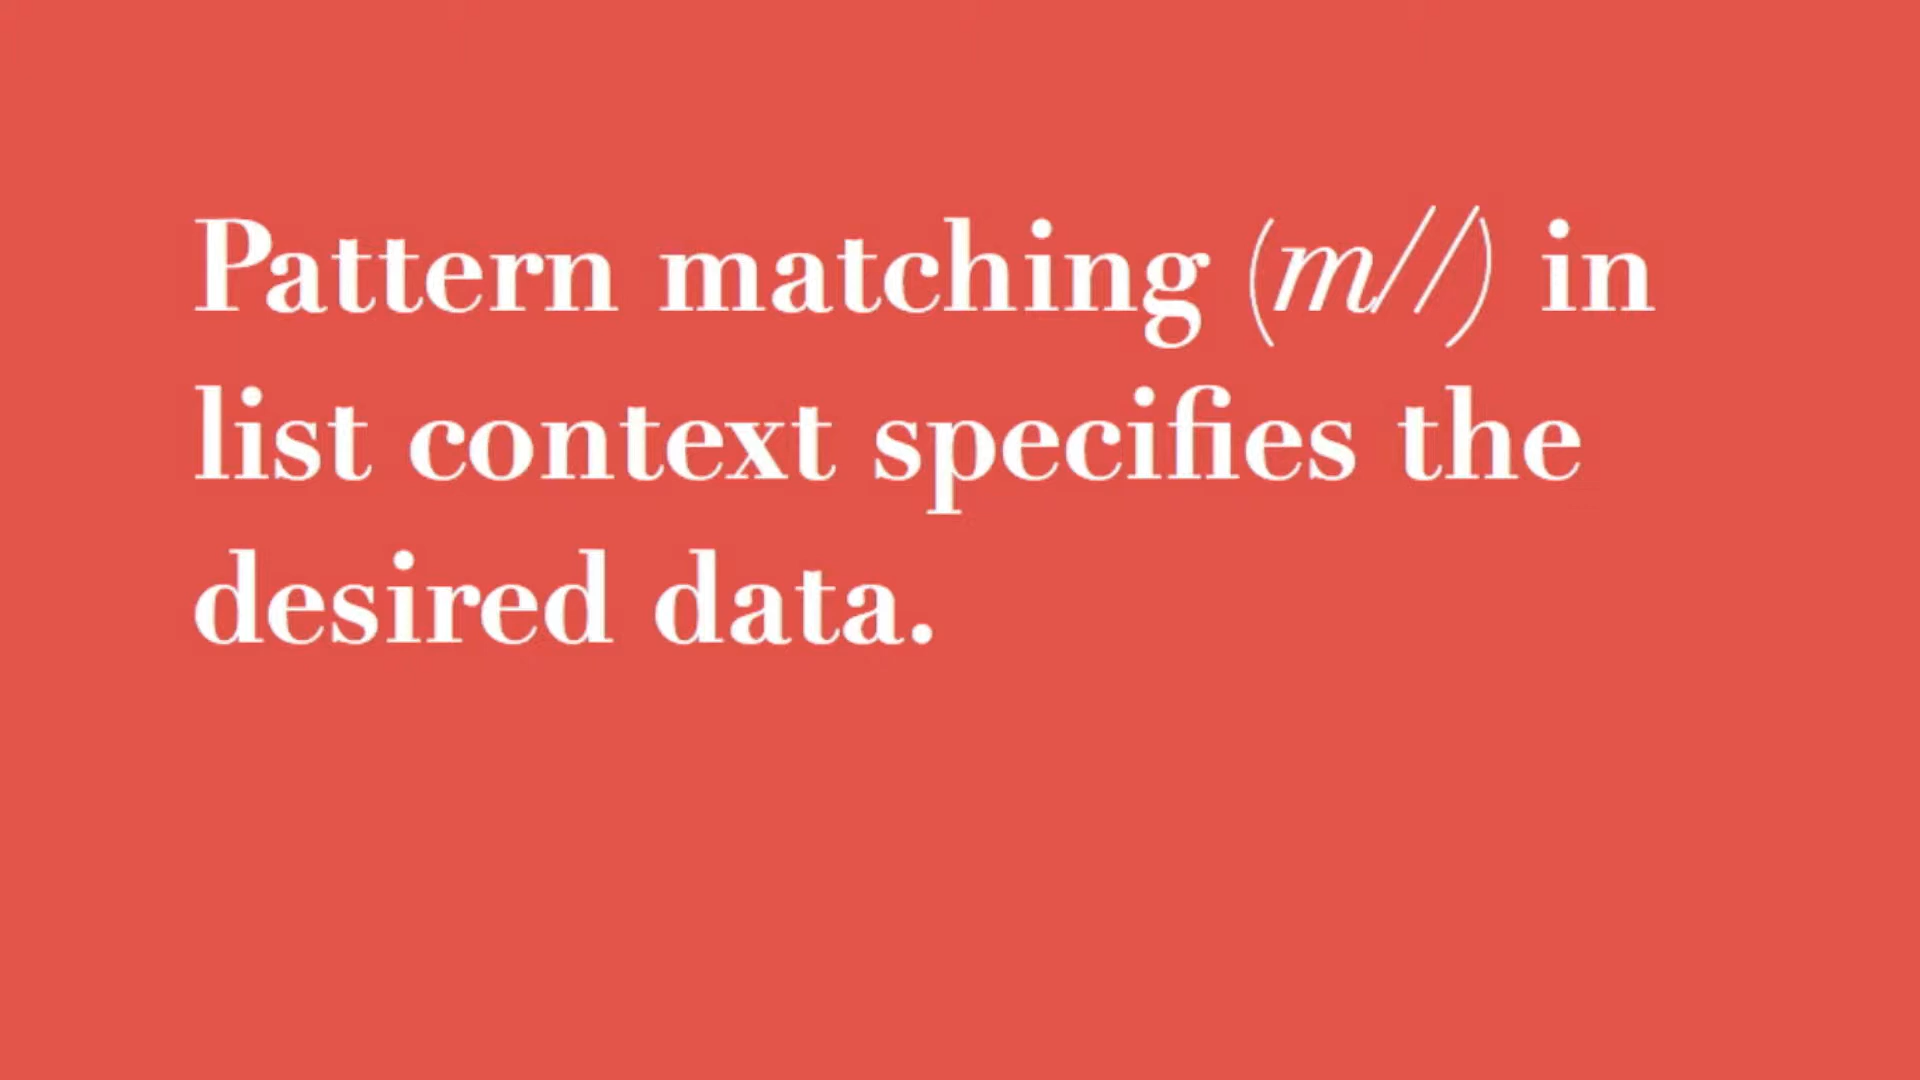 Pattern matching (m//) in
list context specifies the
desired data.